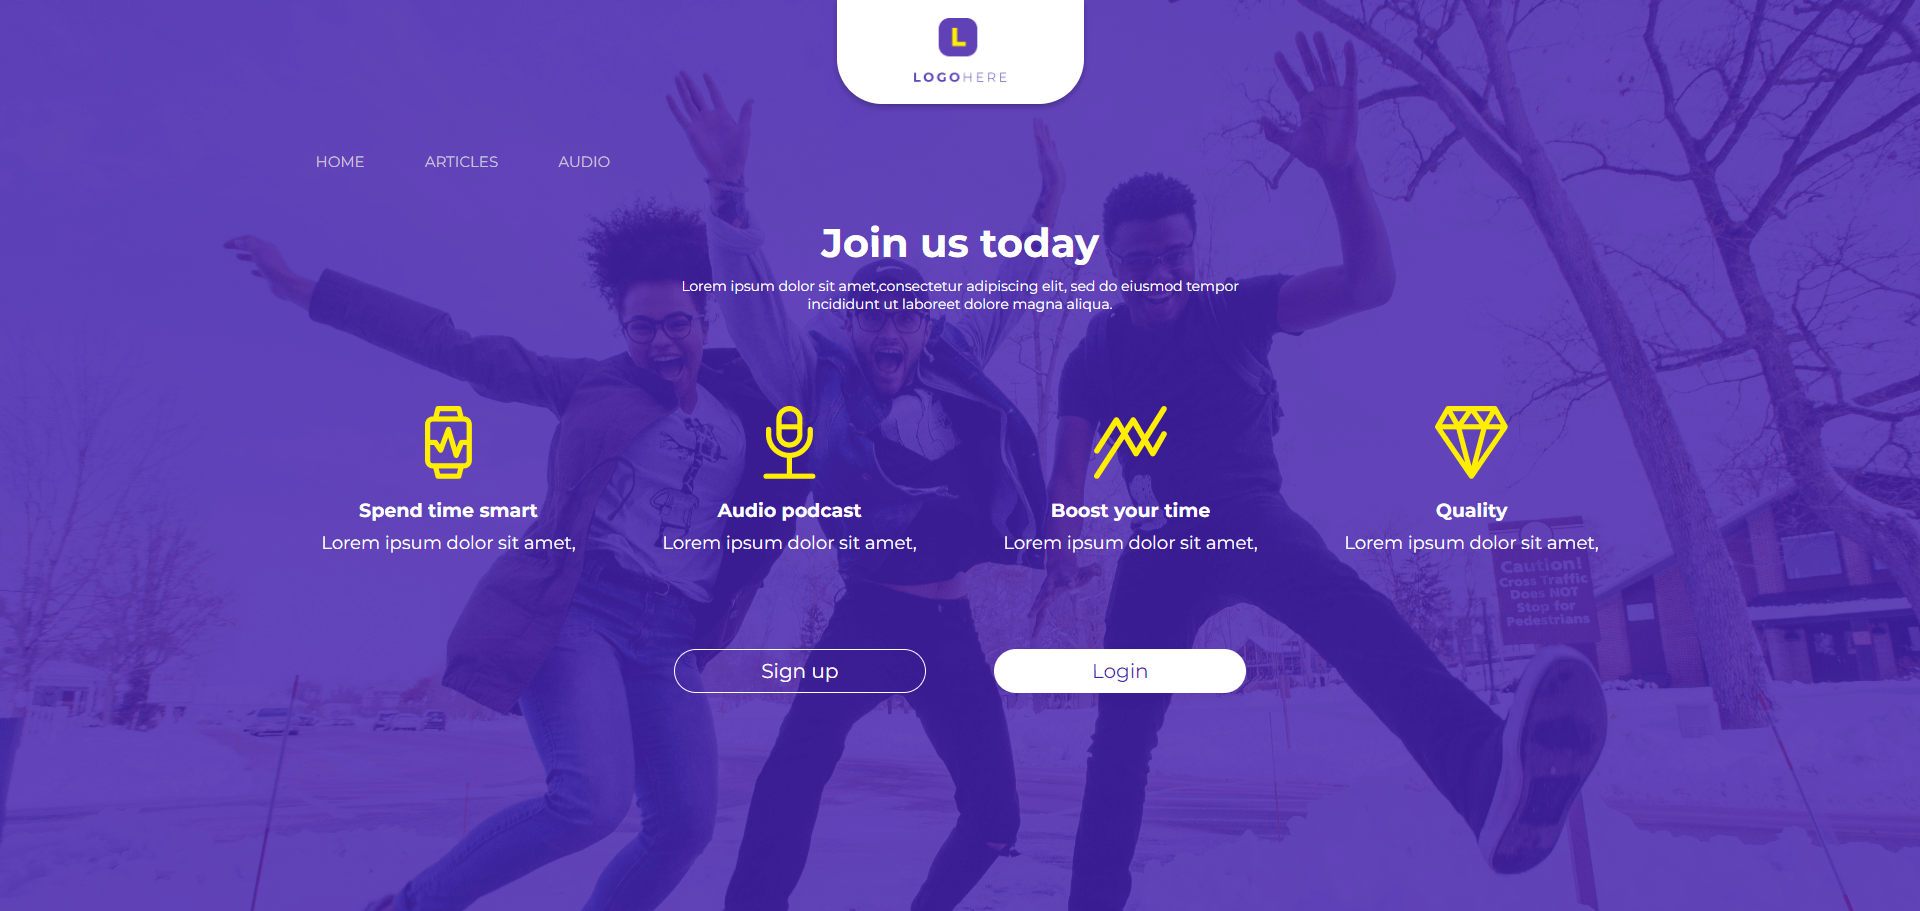 L
LOGOHERE
HOME ARTICLES AUDIO
Join us today
Lorem ipsum dolor sit amet,consectetur adipiscing elit, sed do eiusmod tempor
incididunt ut laboreet dolore magna aliqua.
Spend time smart
Lorem ipsum dolor sit amet,
Audio podcast
Lorem ipsum dolor sit amet,
Boost your time
Lorem ipsum dolor sit amet,
Quality
Lorem ipsum dolor sit amet,
Caution!
Cross Traffic
Does NOT
Stop for
Pedestrians
Sign up
Login